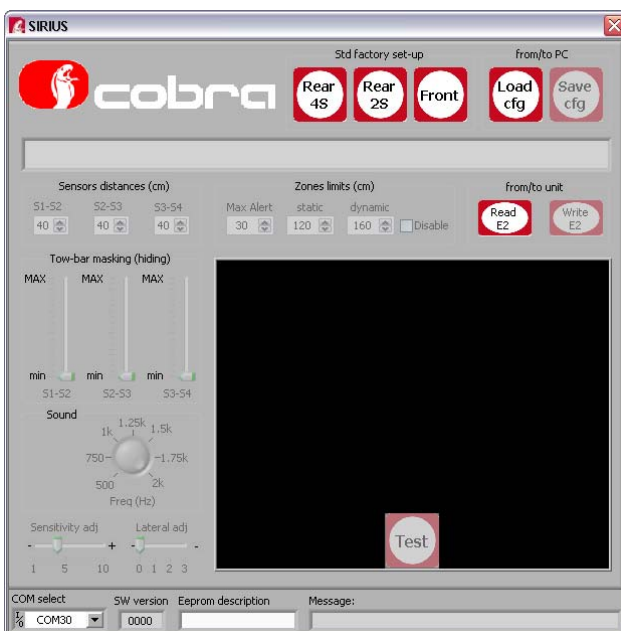 SIRIUS
cobra
Std factory set-up
from/to PC
Rear 4S
Rear 2S
Front
Load cfg
Save cfg
Sensors distances (cm)
Zones limits (cm)
from/to unit
S1-S2 S2-S3 S3-S4
Max Alert static dynamic
40 40 40
30 120 160 Disable
Read E2
Write E2
Tow-bar masking (hiding)
MAX MAX MAX
min min min
S1-S2 S2-S3 S3-S4
Sound
1k 1.25k 1.5k
750 1.75k
500 2k
Freq (Hz)
Test
Sensitivity adj Lateral adj
- + - -
1 5 10 0 1 2 3
COM select SW version Eeprom description Message:
COM30 0000